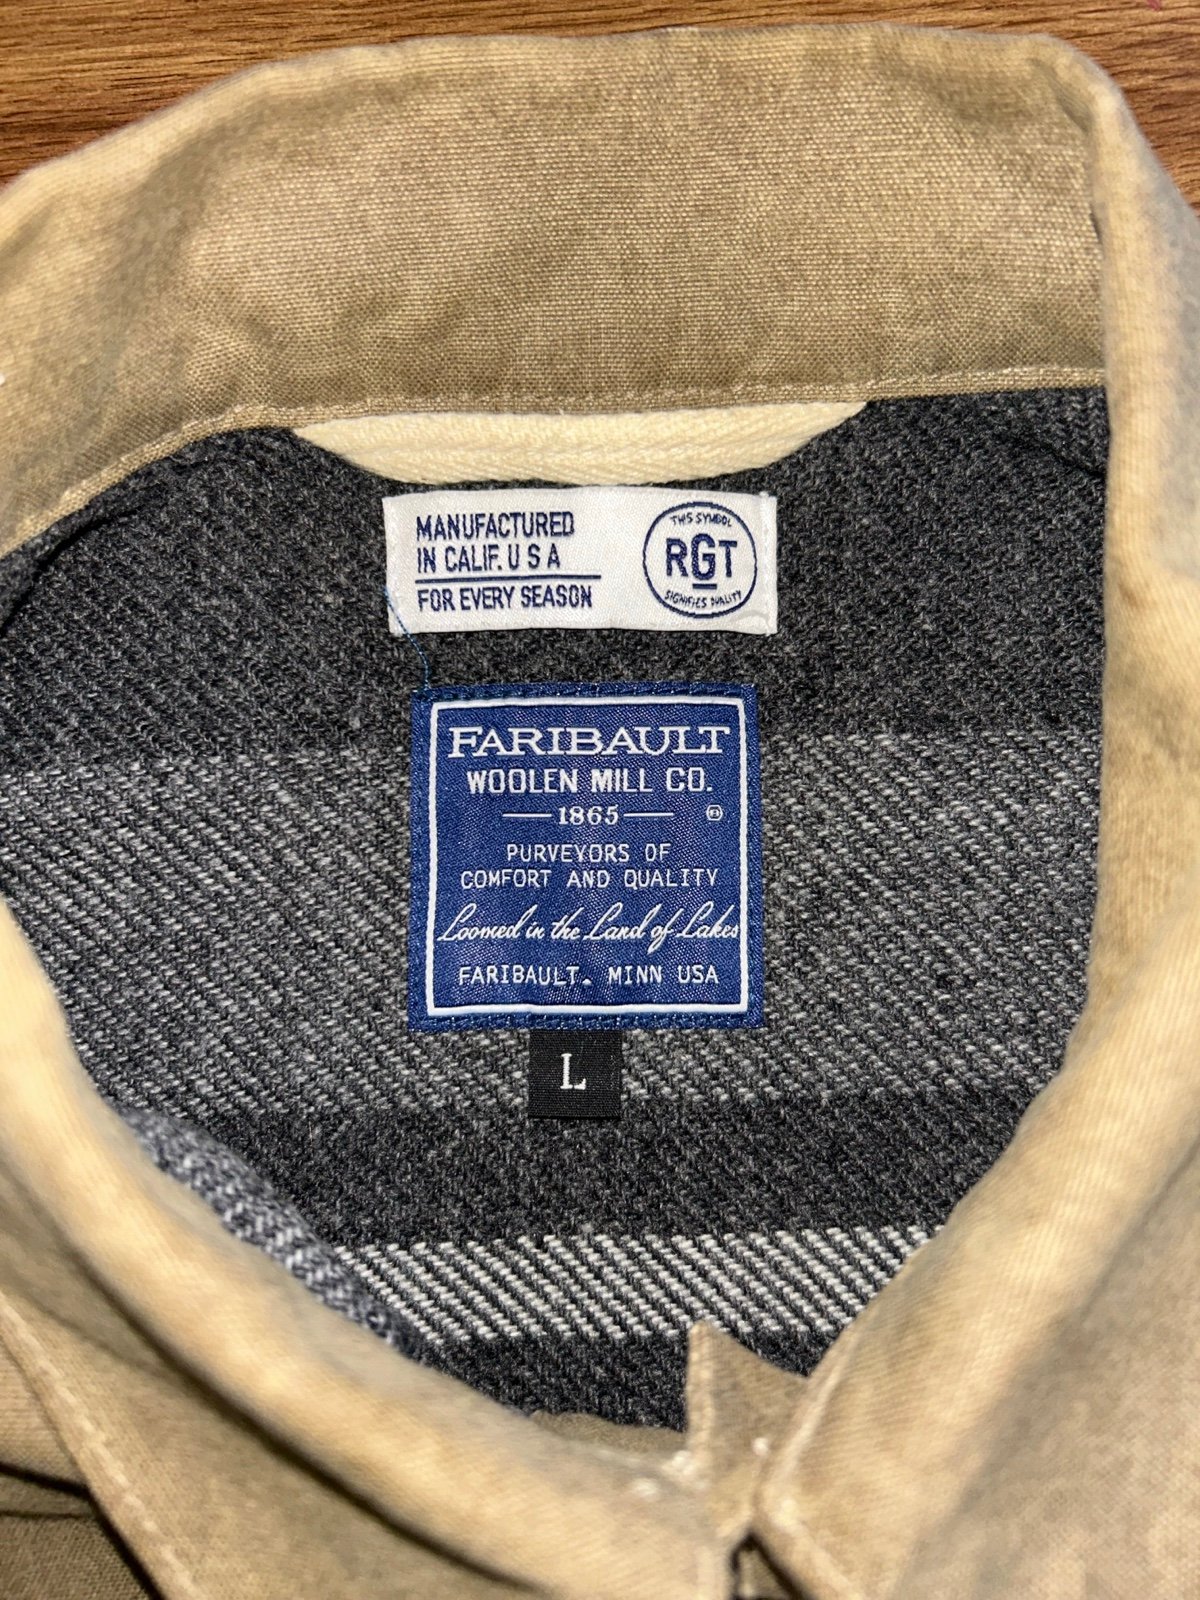 MANUFACTURED
IN CALIF. U S A
FOR EVERY SEASON
THIS SYMBOL
RGT
SIGNIFIES QUALITY
FARIBAULT
WOOLEN MILL CO.
1865
PURVEYORS OF
COMFORT AND QUALITY
Loomed in the Land of Lakes
FARIBAULT. MINN USA
L